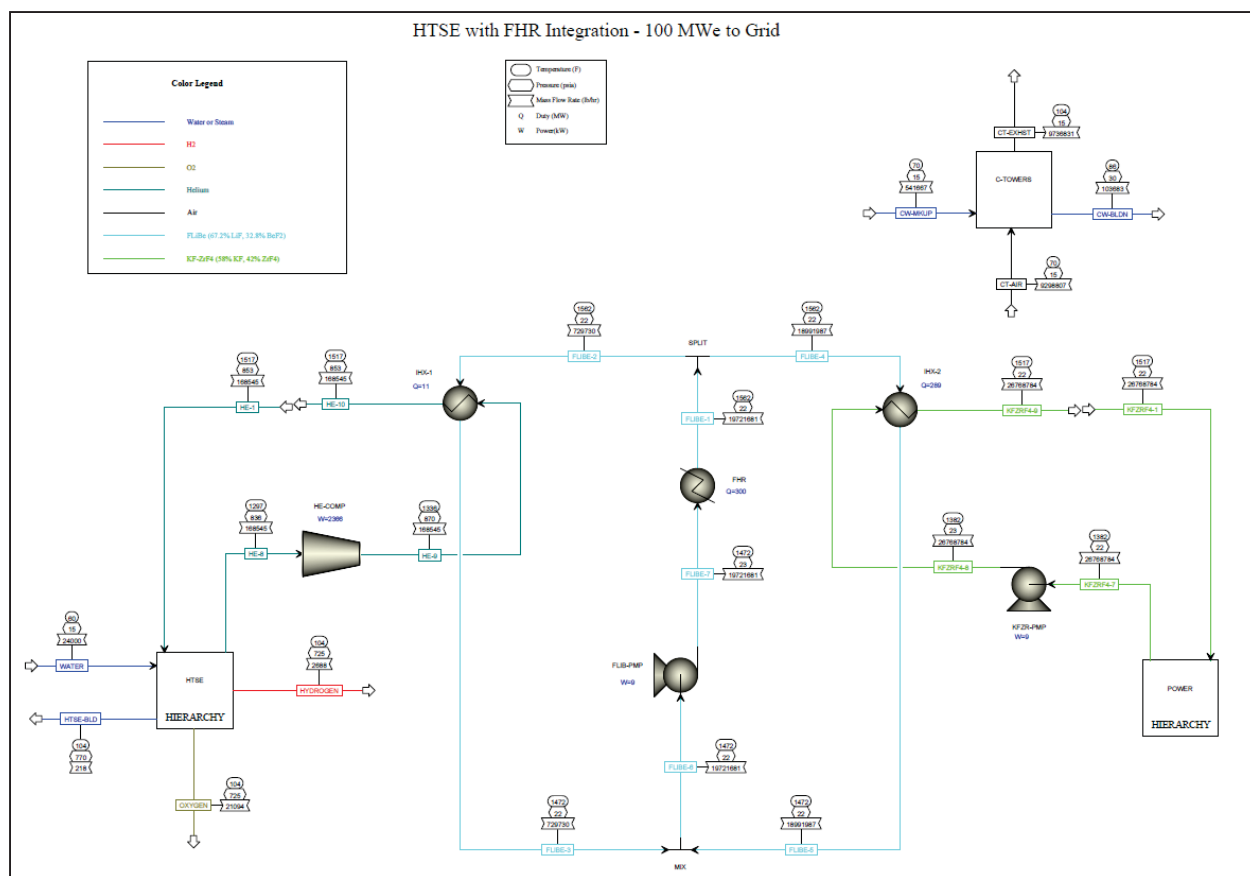 HTSE with FHR Integration - 100 MWe to Grid
Color Legend
Water or Steam
H2
O2
Helium
Air
FLiBe (67.2% LiF, 32.8% BeF2)
KF-ZrF4 (58% KF, 42% ZrF4)
Temperature (F)
Pressure (psia)
Mass Flow Rate (lb/hr)
Q Duty (MW)
W Power(kW)
CT-EXHST
104
15
9736831
C-TOWERS
70
15
541667
CW-MKUP
86
30
103683
CW-BLDN
CT-AIR
70
15
9298807
1562
22
729730
FLIBE-2
SPLIT
1562
22
18991987
FLIBE-4
1517
853
168545
HE-1
1517
853
168545
HE-10
IHX-1
Q=11
IHX-2
Q=289
1517
22
26768784
KFZRF4-9
1517
22
26768784
KFZRF4-1
FLIBE-1
1562
22
19721681
FHR
Q=300
1297
836
168545
HE-8
HE-COMP
W=2366
1336
870
168545
HE-9
FLIBE-7
1472
23
19721681
1382
23
26768784
KFZRF4-8
1382
22
26768784
KFZRF4-7
KFZR-PMP
W=9
FLIB-PMP
W=9
60
15
24000
WATER
HTSE
HIERARCHY
104
725
2688
HYDROGEN
HTSE-BLD
104
770
218
OXYGEN
104
725
21094
POWER
HIERARCHY
FLIBE-6
1472
22
19721681
1472
22
729730
FLIBE-3
MIX
1472
22
18991987
FLIBE-5